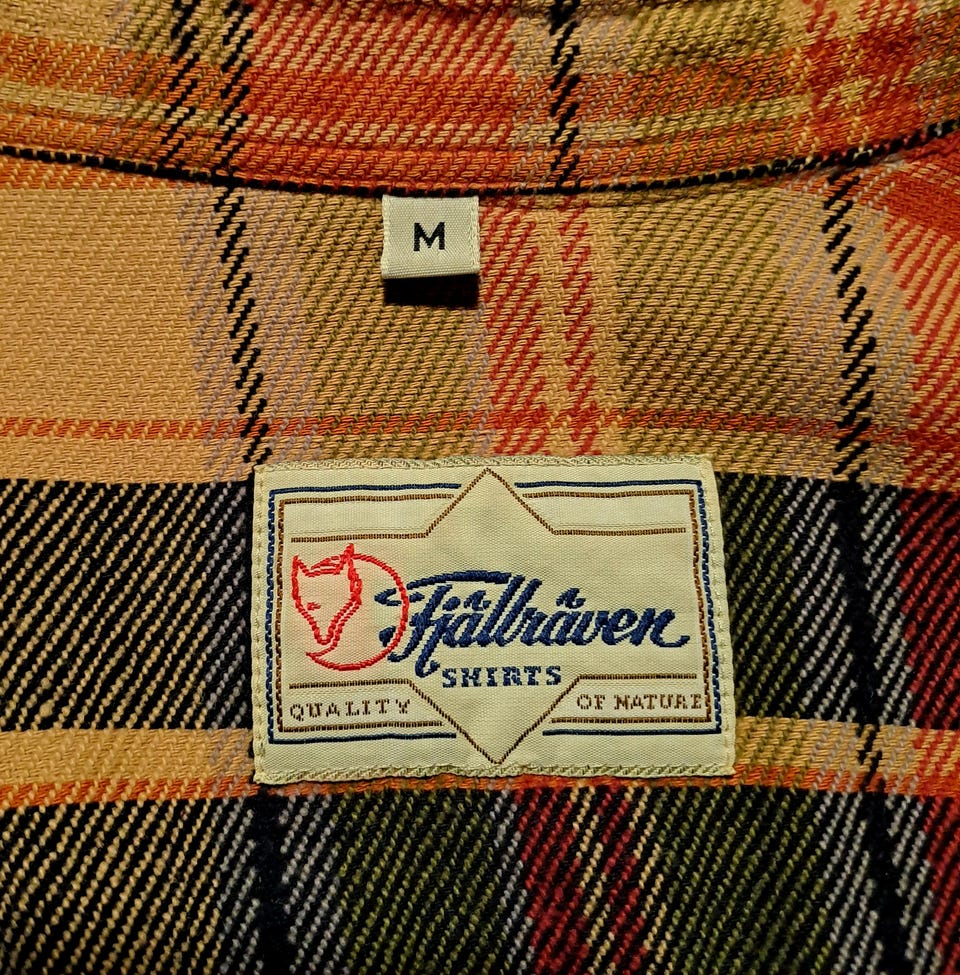 M
Fjällräven
SHIRTS
QUALITY OF NATURE